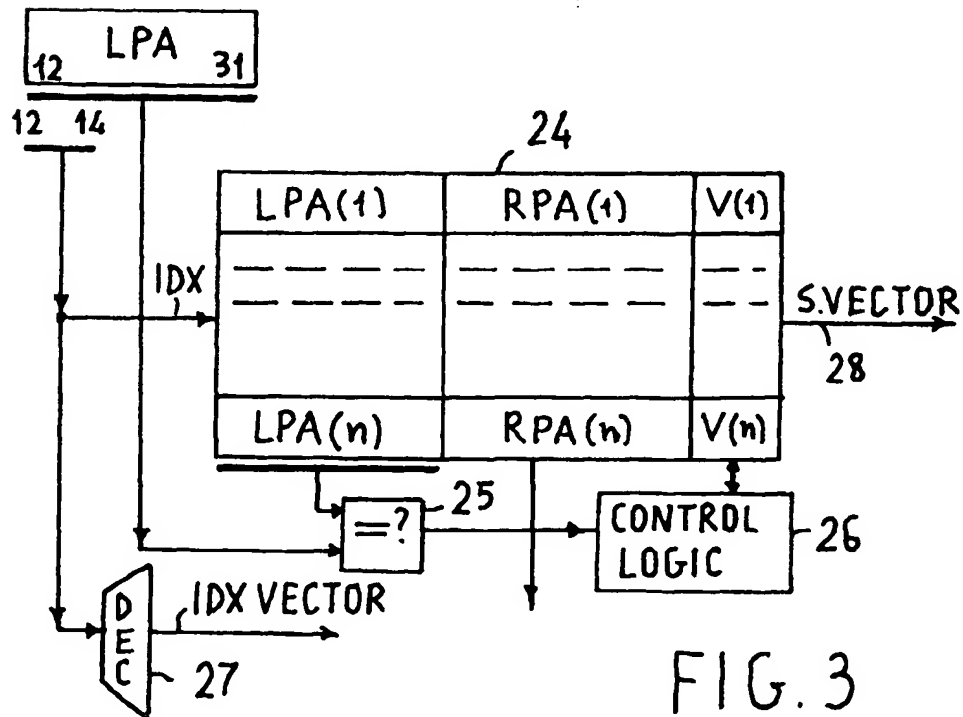 LPA
12 31
12 14
24
LPA(1) RPA(1) V(1)
IDX
S.VECTOR
28
LPA(n) RPA(n) V(n)
25
=?
CONTROL
LOGIC
26
DEC
IDX VECTOR
27
FIG. 3